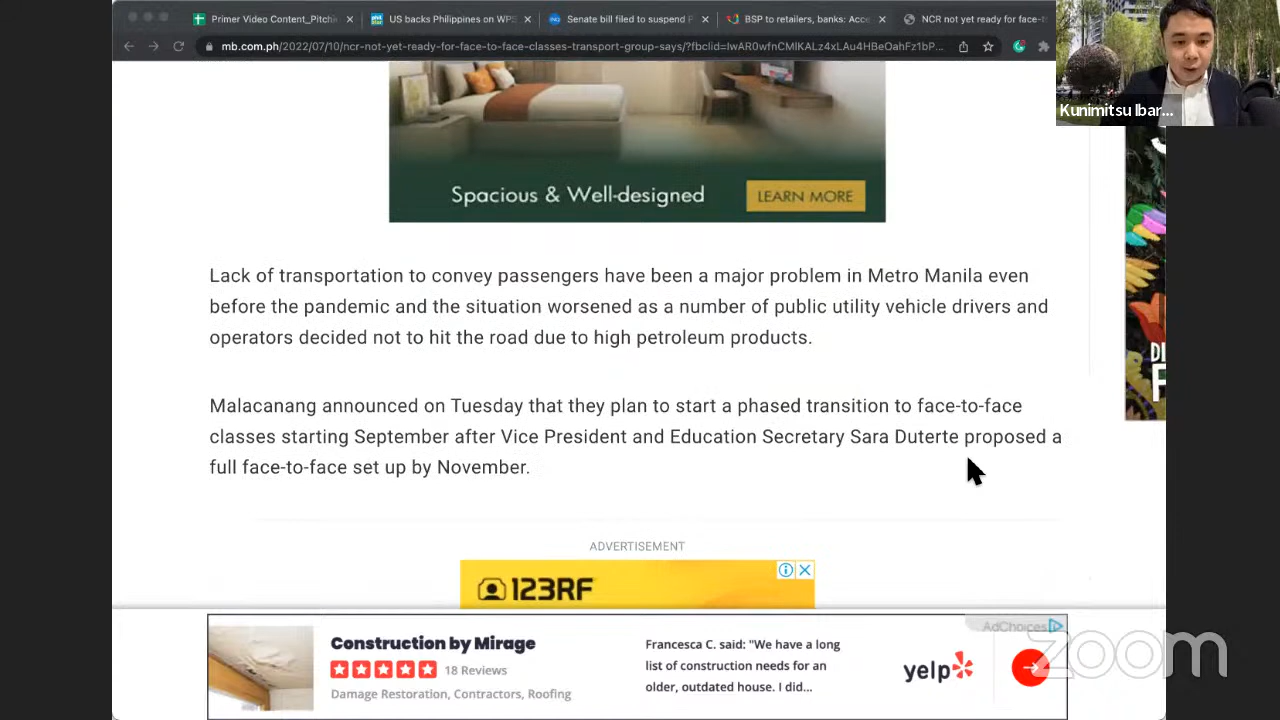 Primer Video Content_Pitchi
US backs Philippines on WPS
Senate bill filed to suspend F
BSP to retailers, banks: Acce
NCR not yet ready for face-to
mb.com.ph/2022/07/10/ncr-not-yet-ready-for-face-to-face-classes-transport-group-says/?fbclid=IwAR0wfnCMlKALz4xLAu4HBeOahFz1bP...
Kunimitsu Ibar...
Spacious & Well-designed
LEARN MORE
Lack of transportation to convey passengers have been a major problem in Metro Manila even
before the pandemic and the situation worsened as a number of public utility vehicle drivers and
operators decided not to hit the road due to high petroleum products.
Malacanang announced on Tuesday that they plan to start a phased transition to face-to-face
classes starting September after Vice President and Education Secretary Sara Duterte proposed a
full face-to-face set up by November.
ADVERTISEMENT
123RF
AdChoices
Construction by Mirage
18 Reviews
Damage Restoration, Contractors, Roofing
Francesca C. said: "We have a long
list of construction needs for an
older, outdated house. I did...
yelp
zoom